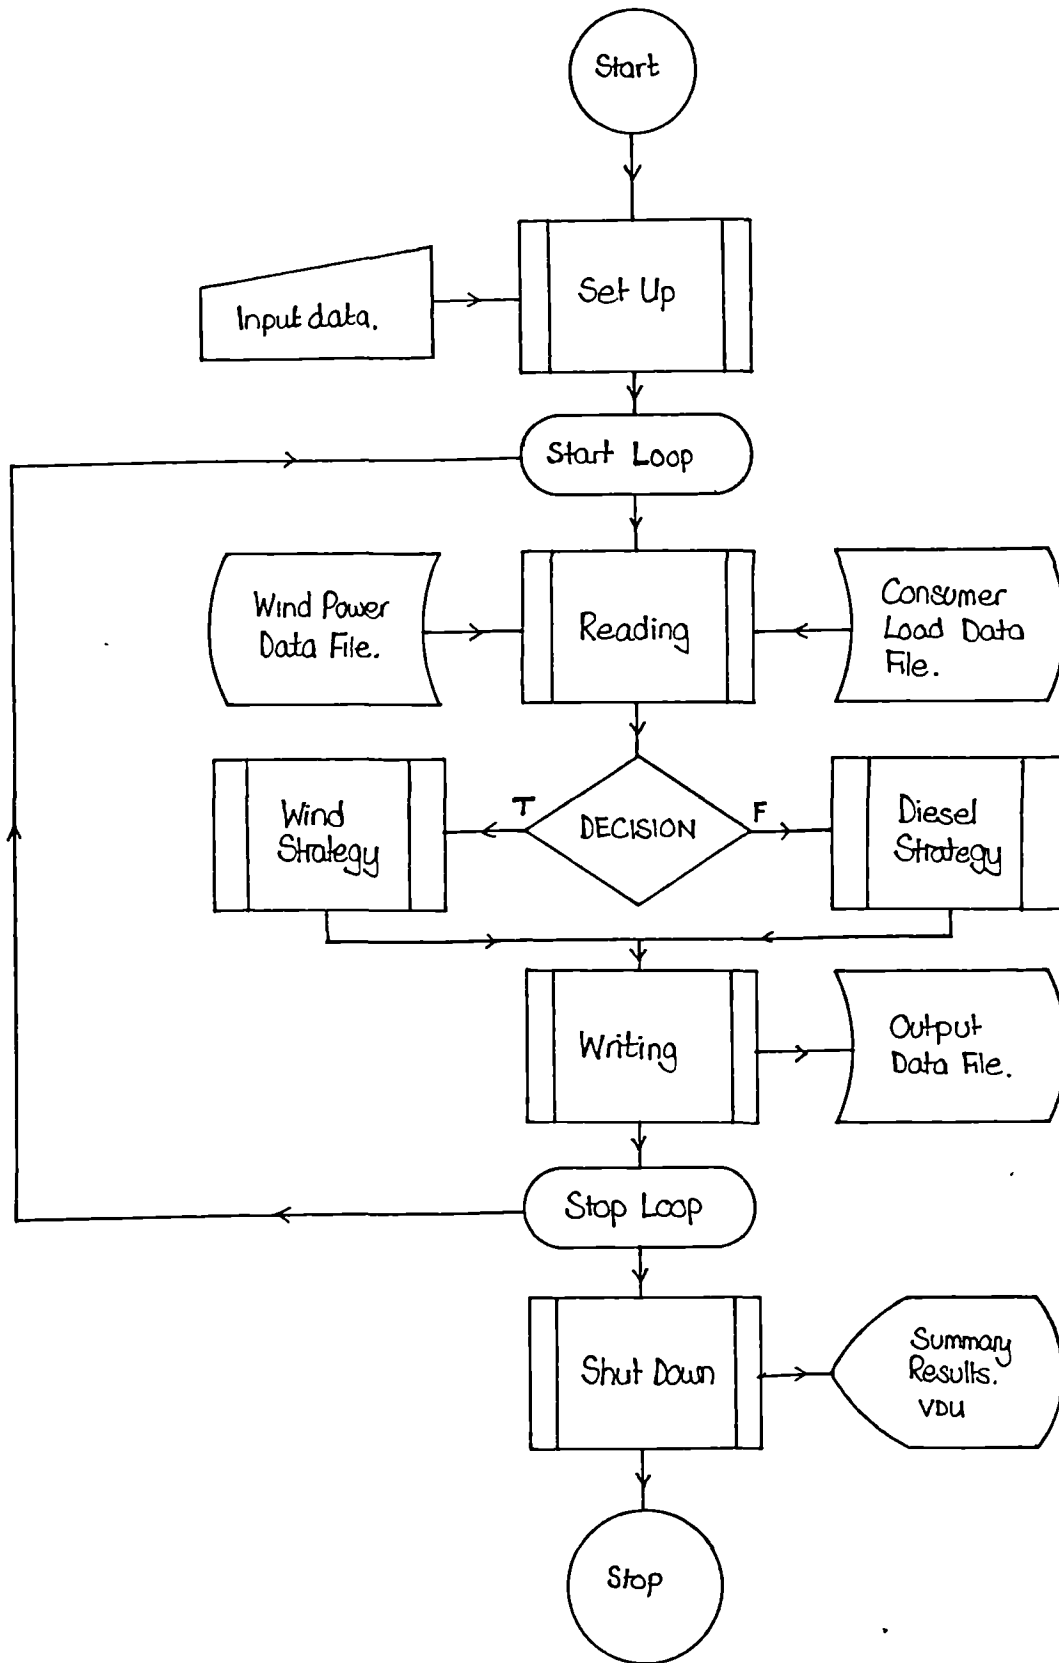 Start
Set Up
Input data.
Start Loop
Wind Power
Data File.
Reading
Consumer
Load Data
File.
Wind
Strategy
T
DECISION
F
Diesel
Strategy
Writing
Output
Data File.
Stop Loop
Shut Down
Summary
Results.
VDU
Stop